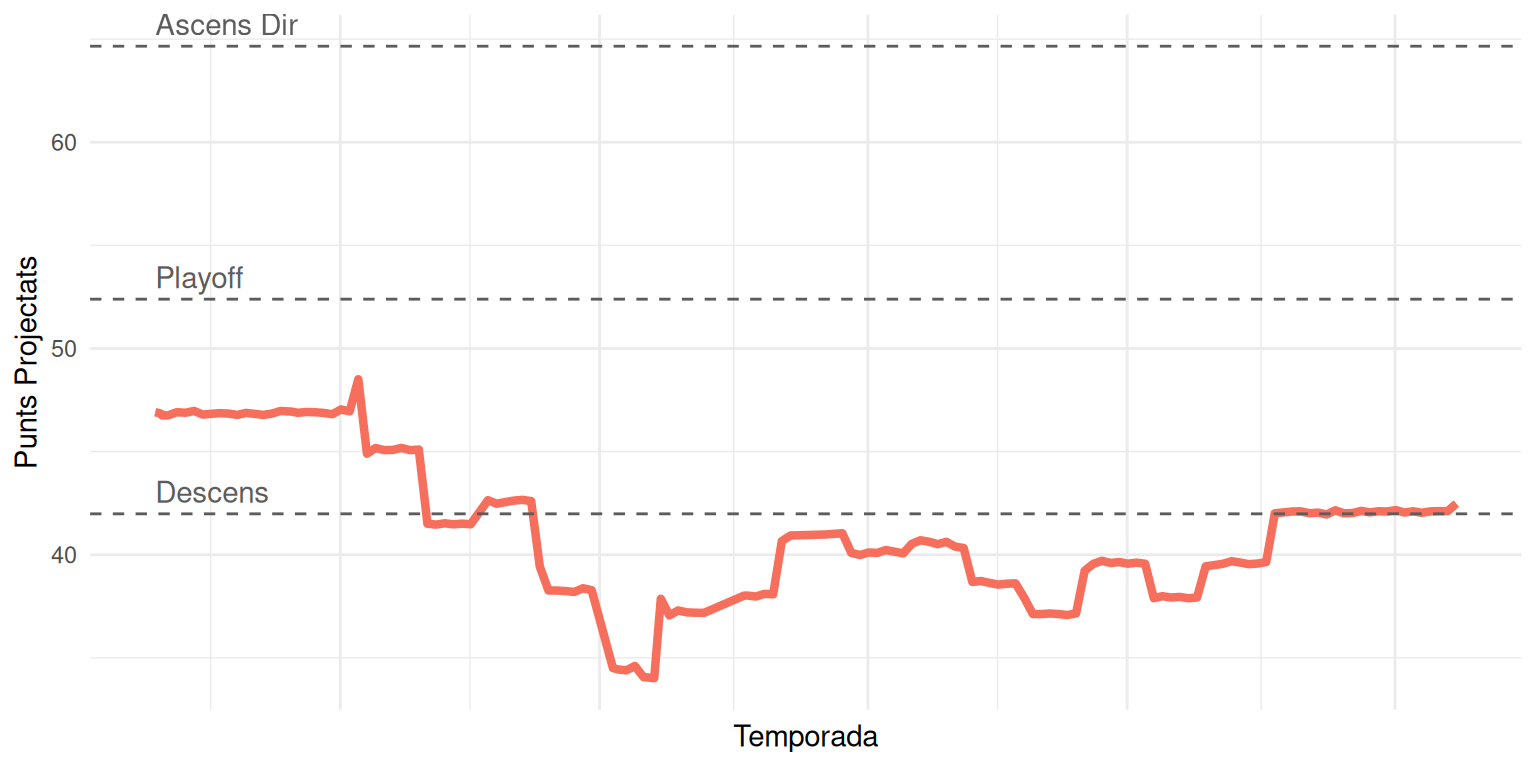 Ascens Dir
60
Playoff
50
Descens
40
Punts Projectats
Temporada